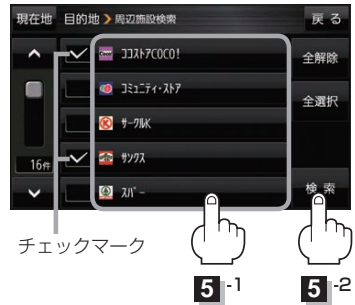 現在地 目的地 > 周辺施設検索 戻る
ココストアCOCO! 全解除
コミュニティ・ストア 全選択
サークルK
16件 サンクス
スパー 検索
チェックマーク
5 -1 5 -2